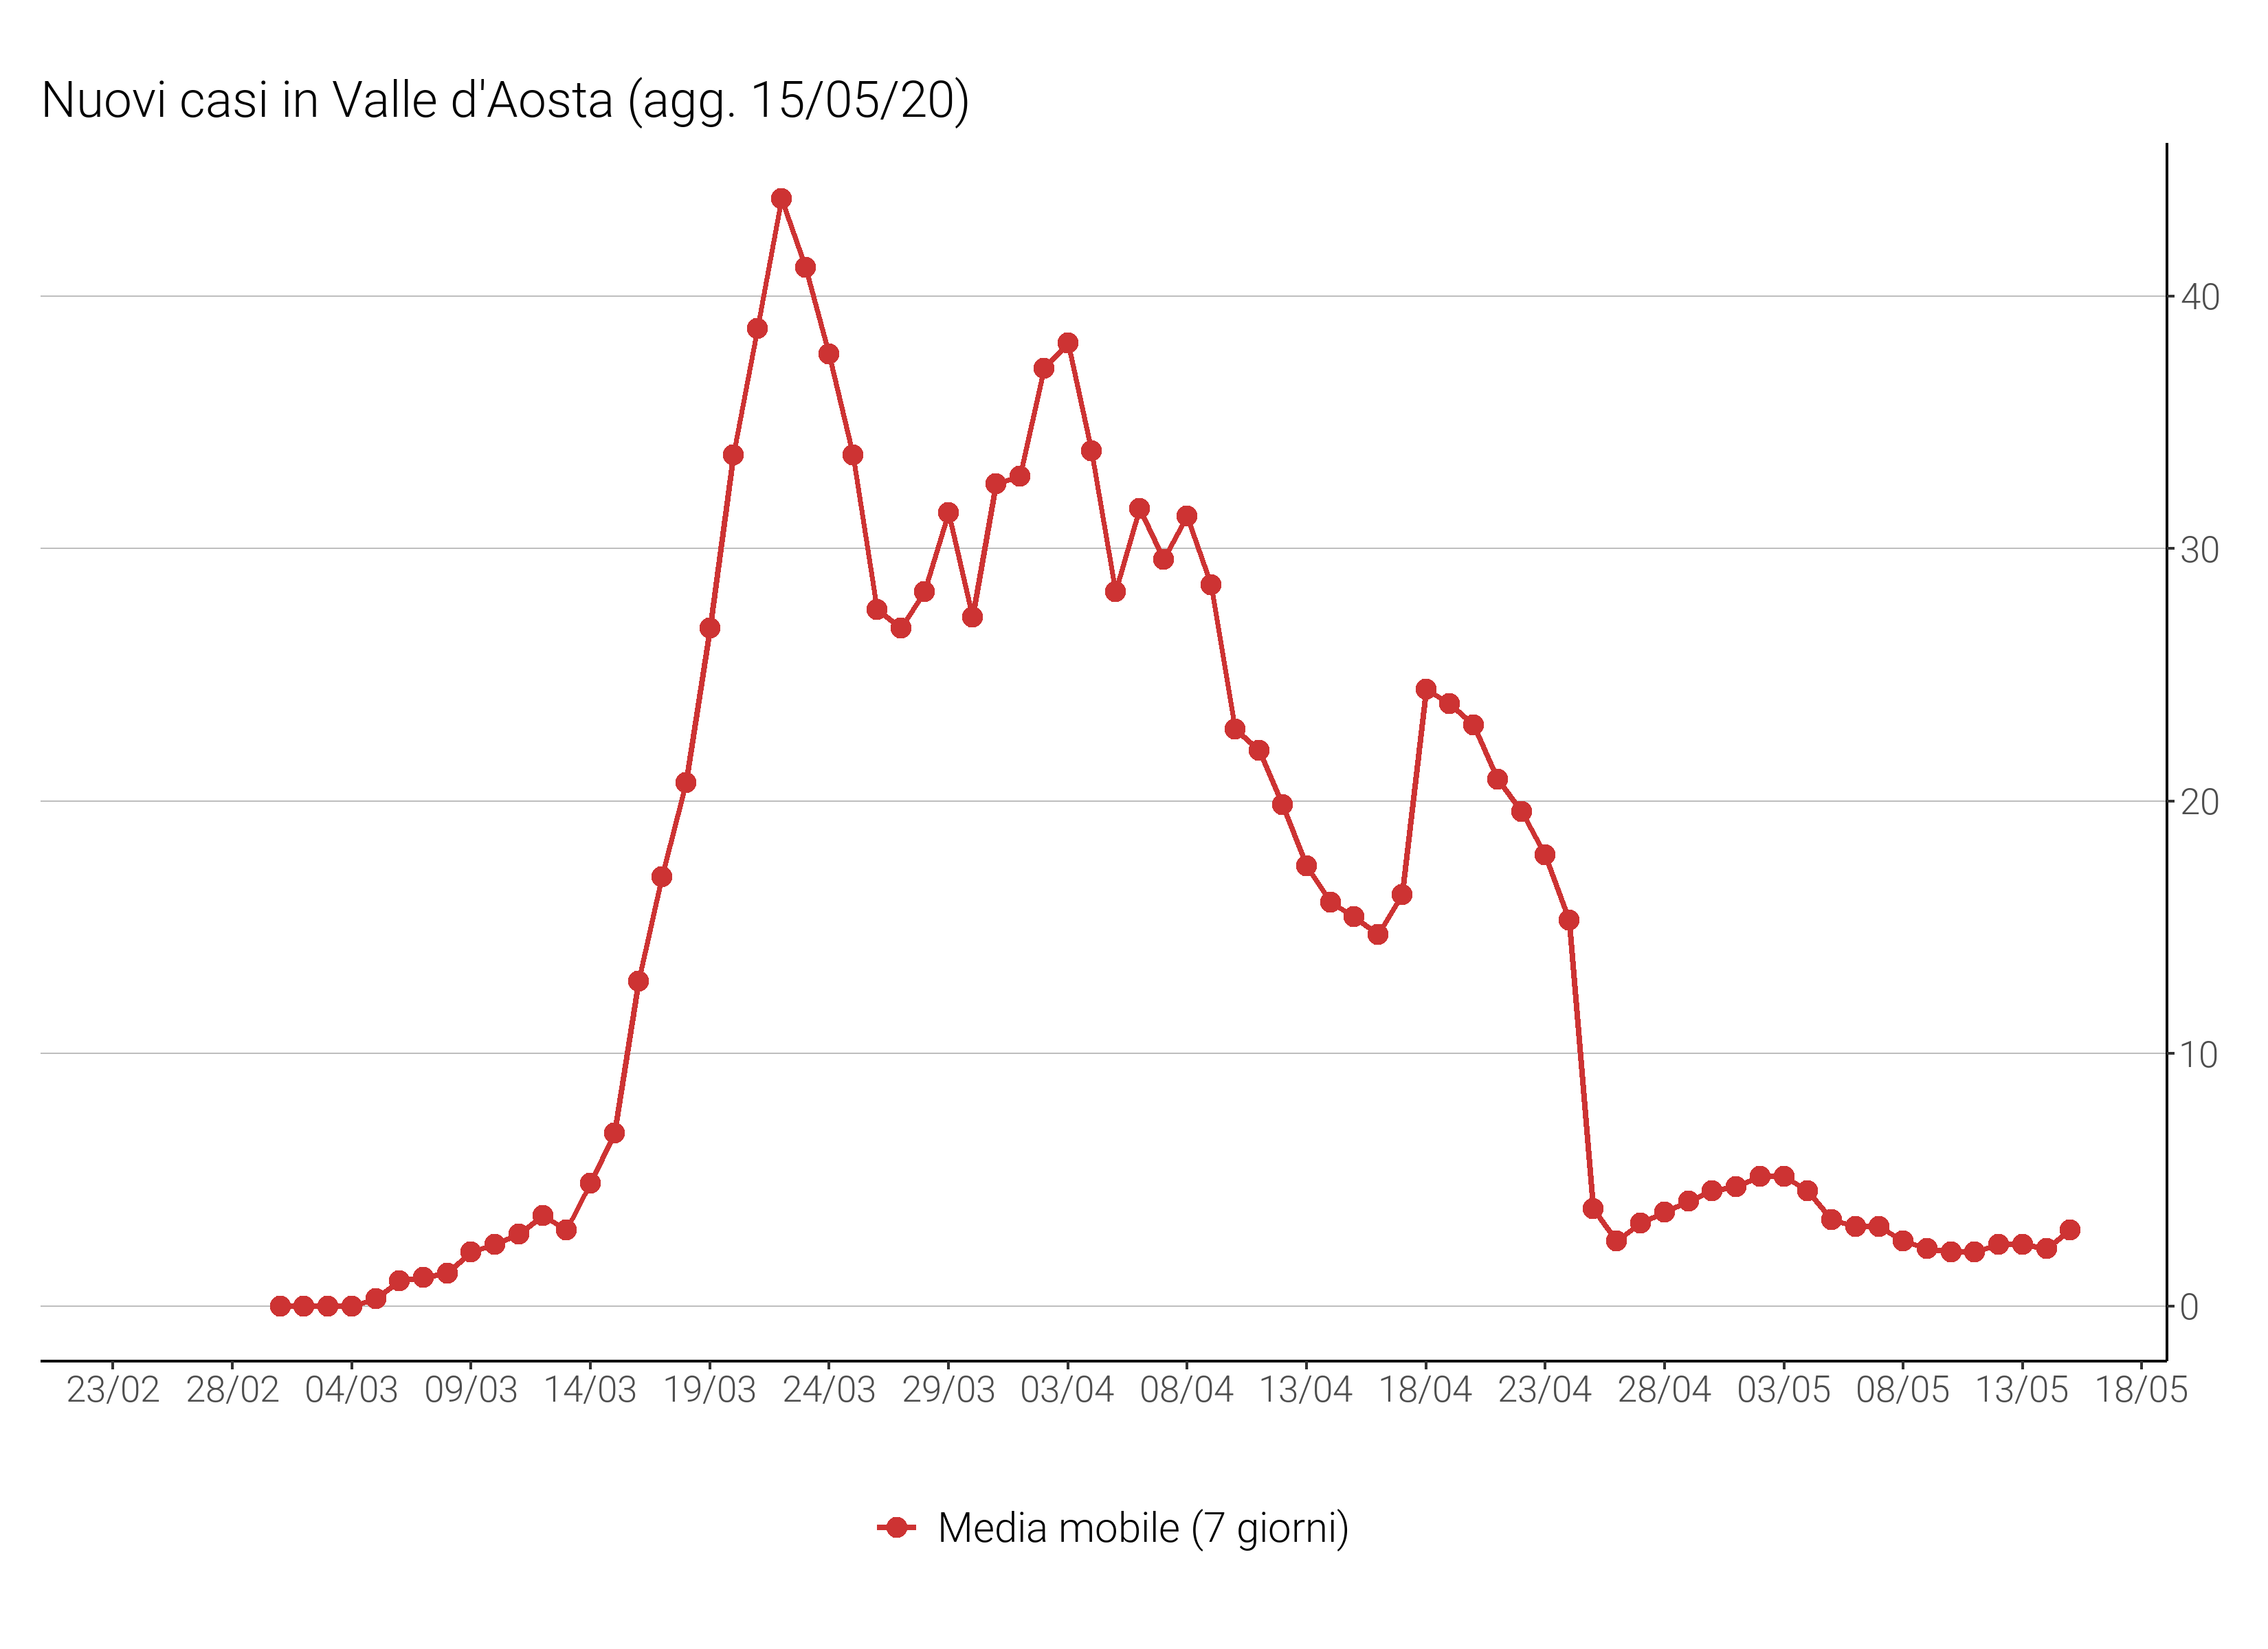 Nuovi casi in Valle d'Aosta (agg. 15/05/20)
40
30
20
10
0
23/02 28/02 04/03 09/03 14/03 19/03 24/03 29/03 03/04 08/04 13/04 18/04 23/04 28/04 03/05 08/05 13/05 18/05
Media mobile (7 giorni)